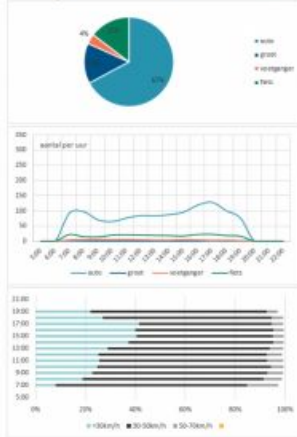 4%
67%
auto
groot
voetganger
fiets
350
aantal per uur
300
250
200
150
100
50
0
5:00 6:00 7:00 8:00 9:00 10:00 11:00 12:00 13:00 14:00 15:00 16:00 17:00 18:00 19:00 20:00 21:00 22:00
auto groot voetganger fiets
21:00
19:00
17:00
15:00
13:00
11:00
9:00
7:00
5:00
0% 20% 40% 60% 80% 100%
<30km/h 30-50km/h 50-70km/h